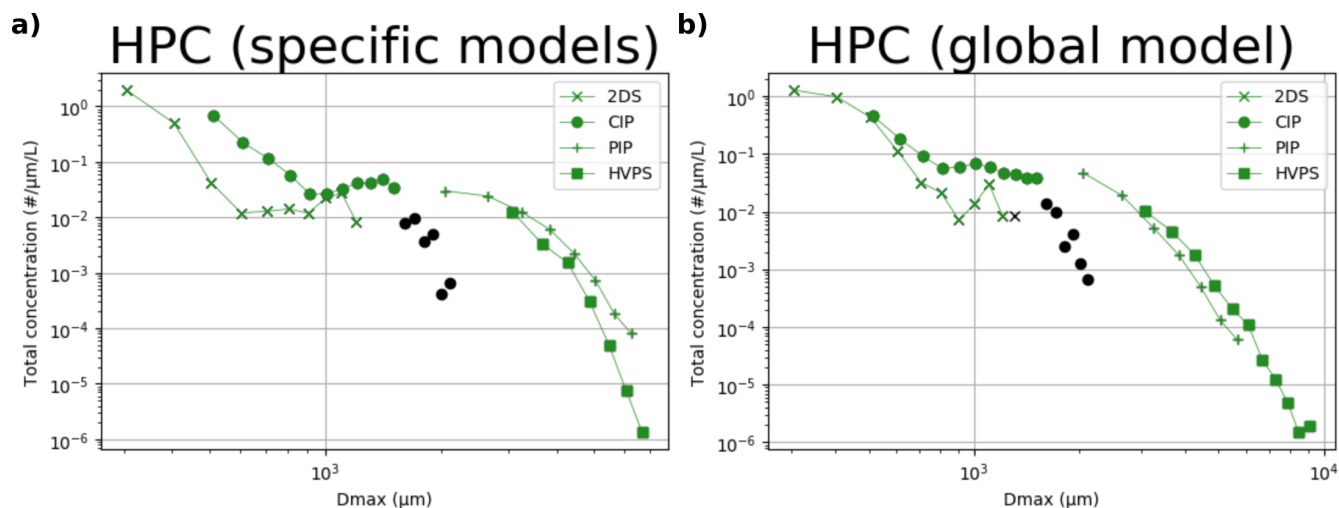 a)
HPC (specific models)
Total concentration (#/µm/L)
10⁰
10⁻¹
10⁻²
10⁻³
10⁻⁴
10⁻⁵
10⁻⁶
2DS
CIP
PIP
HVPS
10³
Dmax (µm)
b)
HPC (global model)
Total concentration (#/µm/L)
10⁰
10⁻¹
10⁻²
10⁻³
10⁻⁴
10⁻⁵
10⁻⁶
2DS
CIP
PIP
HVPS
10³
10⁴
Dmax (µm)